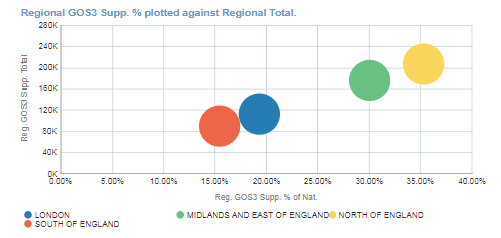 Regional GOS3 Supp. % plotted against Regional Total.
280K
240K
200K
160K
120K
80K
40K
0K
Reg. GOS3 Supp. Total
0.00% 5.00% 10.00% 15.00% 20.00% 25.00% 30.00% 35.00% 40.00%
Reg. GOS3 Supp. % of Nat.
LONDON MIDLANDS AND EAST OF ENGLAND NORTH OF ENGLAND
SOUTH OF ENGLAND